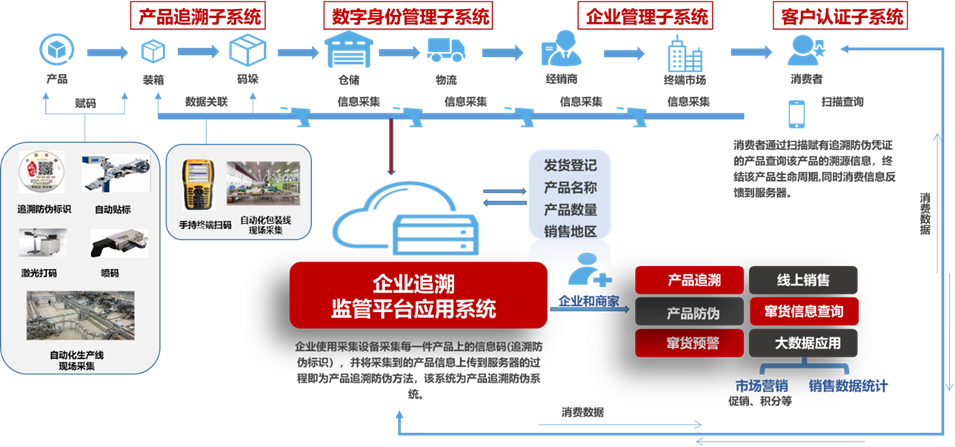 产品追溯子系统
数字身份管理子系统
企业管理子系统
客户认证子系统
产品
装箱
码垛
仓储
物流
经销商
终端市场
消费者
赋码
数据关联
信息采集
信息采集
信息采集
信息采集
扫描查询
消费者通过扫描赋有追溯防伪凭证
的产品查询该产品的溯源信息，终
结该产品生命周期,同时消费信息反
馈到服务器。
追溯防伪标识
自动贴标
激光打码
喷码
自动化生产线
现场采集
手持终端扫码
自动化包装线
现场采集
发货登记
产品名称
产品数量
销售地区
企业和商家
企业追溯
监管平台应用系统
企业使用采集设备采集每一件产品上的信息码(追溯防
伪标识），并将采集到的产品信息上传到服务器的过
程即为产品追溯防伪方法，该系统为产品追溯防伪系
统。
产品追溯
线上销售
产品防伪
窜货信息查询
窜货预警
大数据应用
市场营销
促销、积分等
销售数据统计
消费数据
消费数据